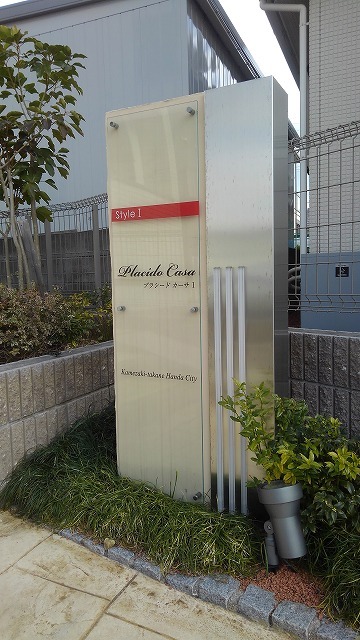 Style I
Placido Casa
プラシード カーサ I
Kamezaki-takane Handa City